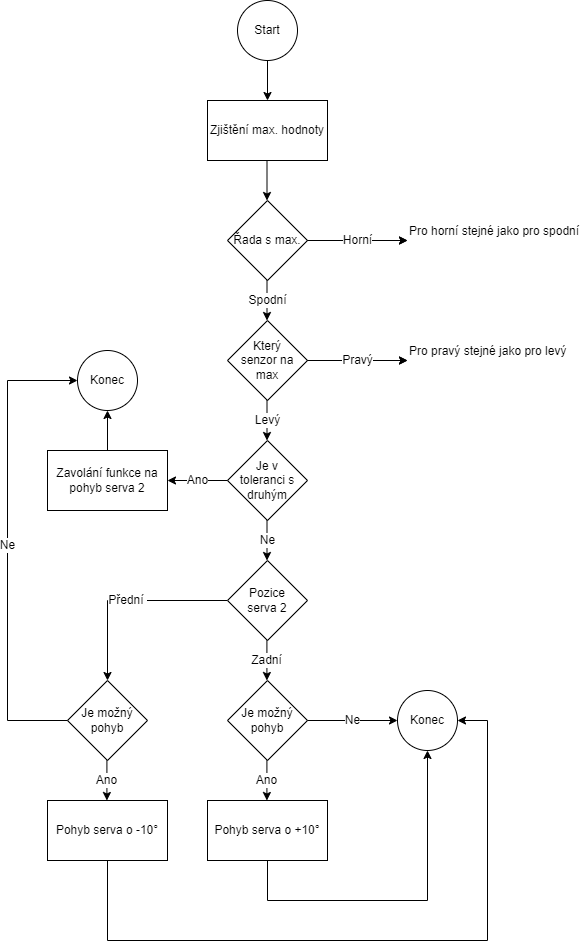 Start
Zjištění max. hodnoty
Řada s max.
Horní
Pro horní stejné jako pro spodní
Spodní
Který
senzor na
max
Pravý
Pro pravý stejné jako pro levý
Konec
Levý
Zavolání funkce na
pohyb serva 2
Ano
Je v
toleranci s
druhým
Ne
Ne
Přední
Pozice
serva 2
Zadní
Je možný
pohyb
Je možný
pohyb
Ne
Konec
Ano
Ano
Pohyb serva o -10°
Pohyb serva o +10°